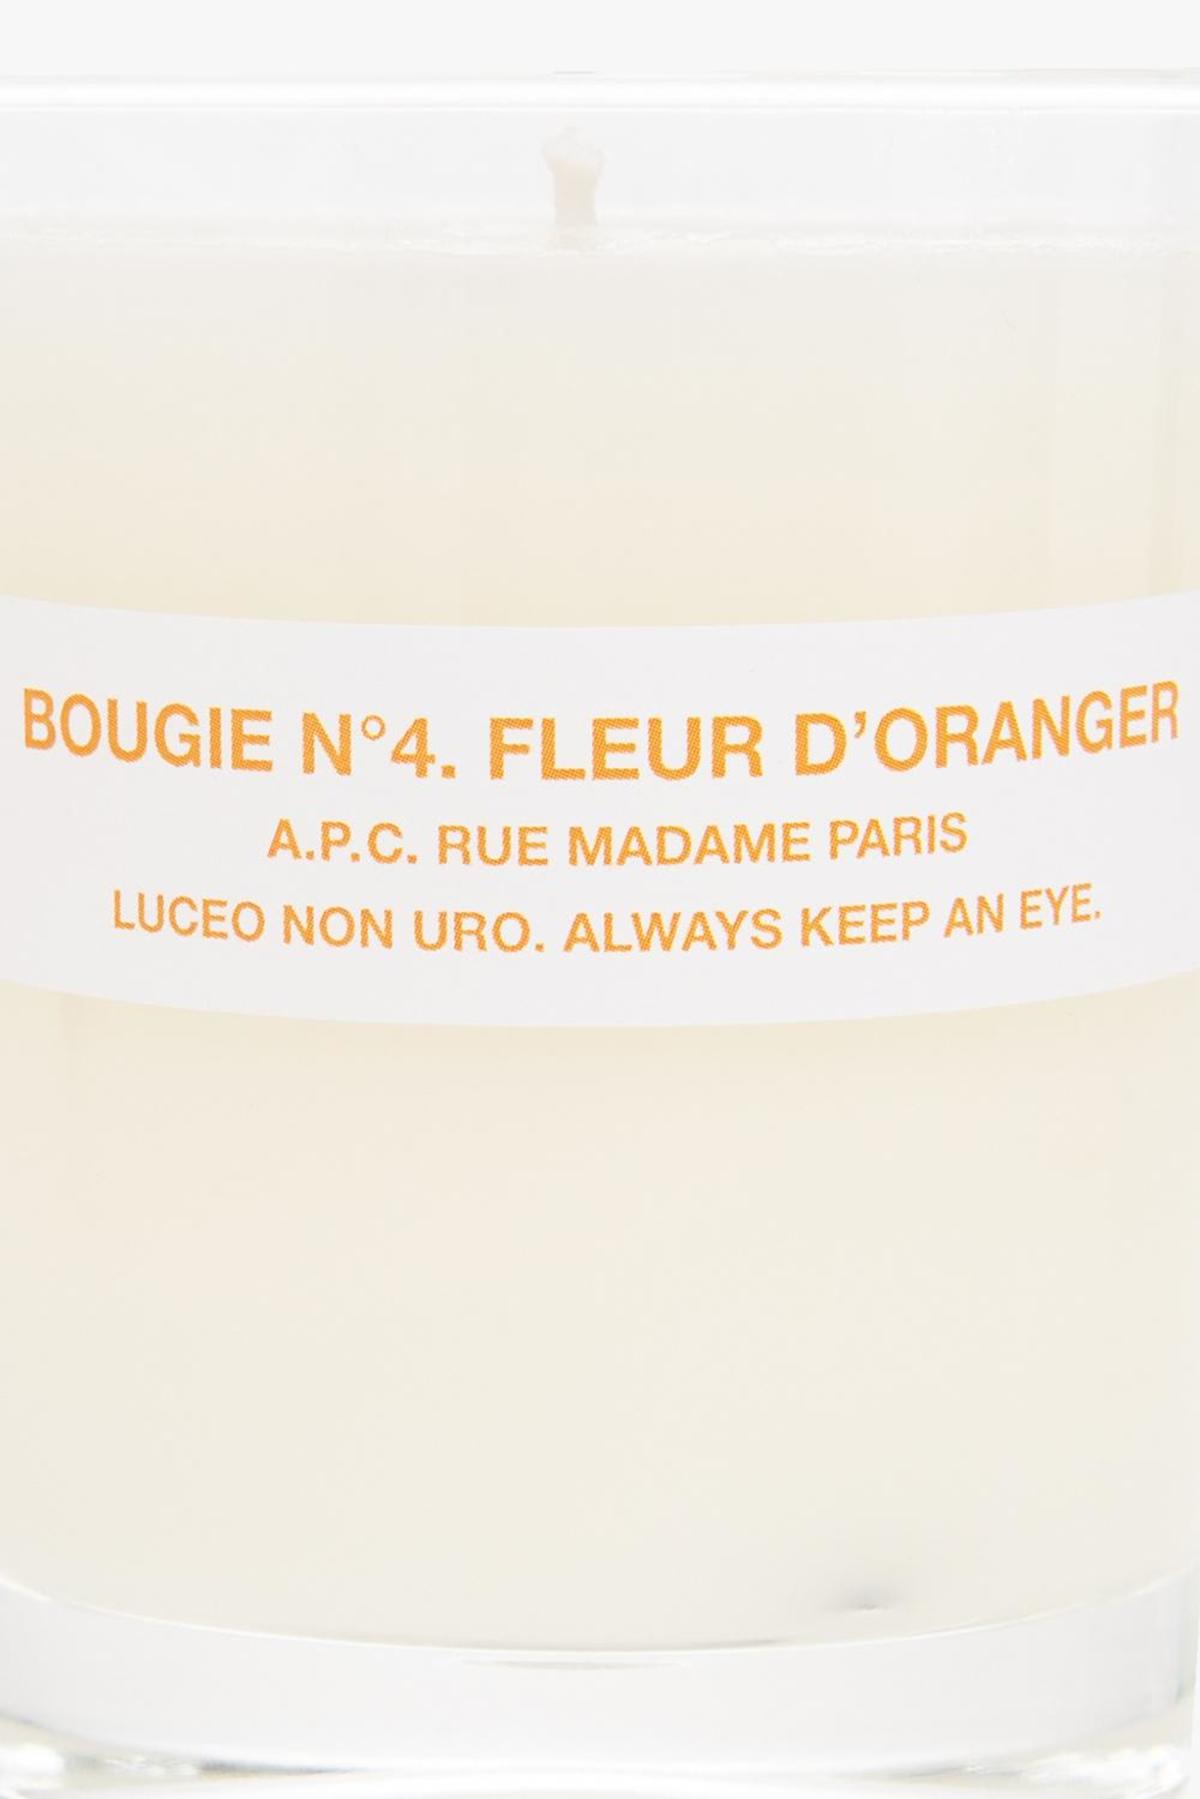 BOUGIE N°4. FLEUR D’ORANGER
A.P.C. RUE MADAME PARIS
LUCEO NON URO. ALWAYS KEEP AN EYE.